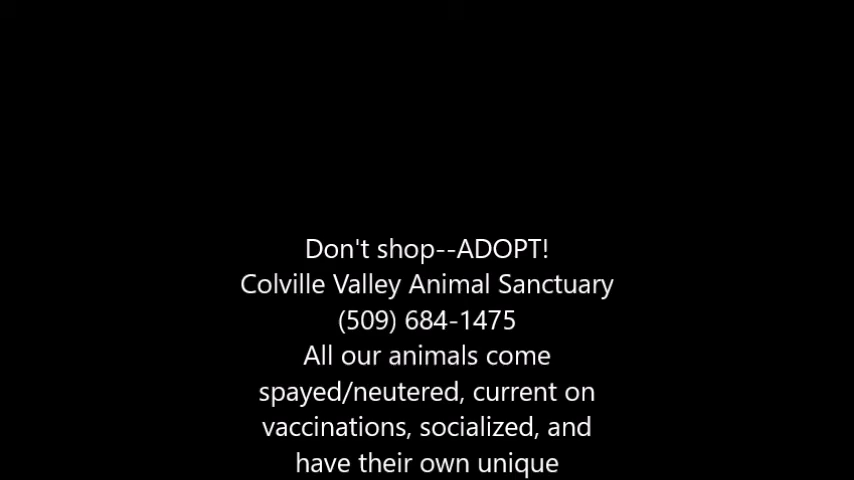 Don't shop--ADOPT!
Colville Valley Animal Sanctuary
(509) 684-1475
All our animals come
spayed/neutered, current on
vaccinations, socialized, and
have their own unique